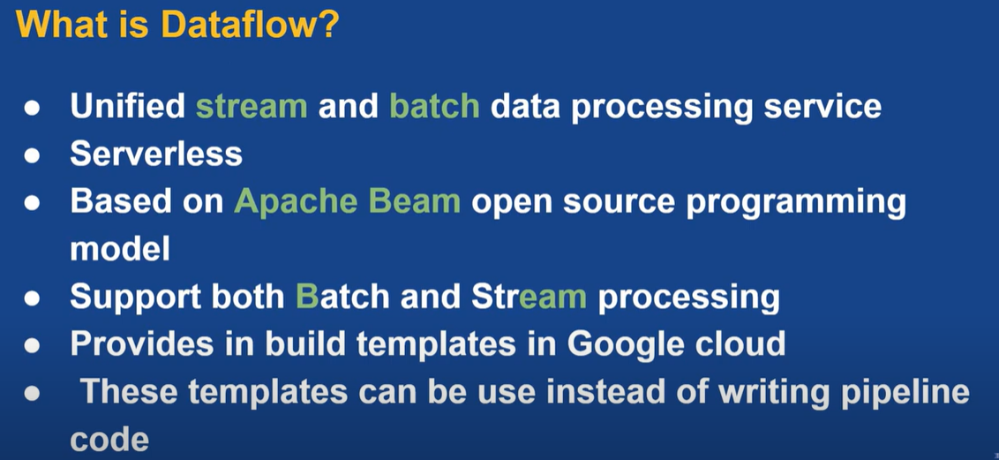 What is Dataflow?
● Unified stream and batch data processing service
● Serverless
● Based on Apache Beam open source programming
model
● Support both Batch and Stream processing
● Provides in build templates in Google cloud
● These templates can be use instead of writing pipeline
code